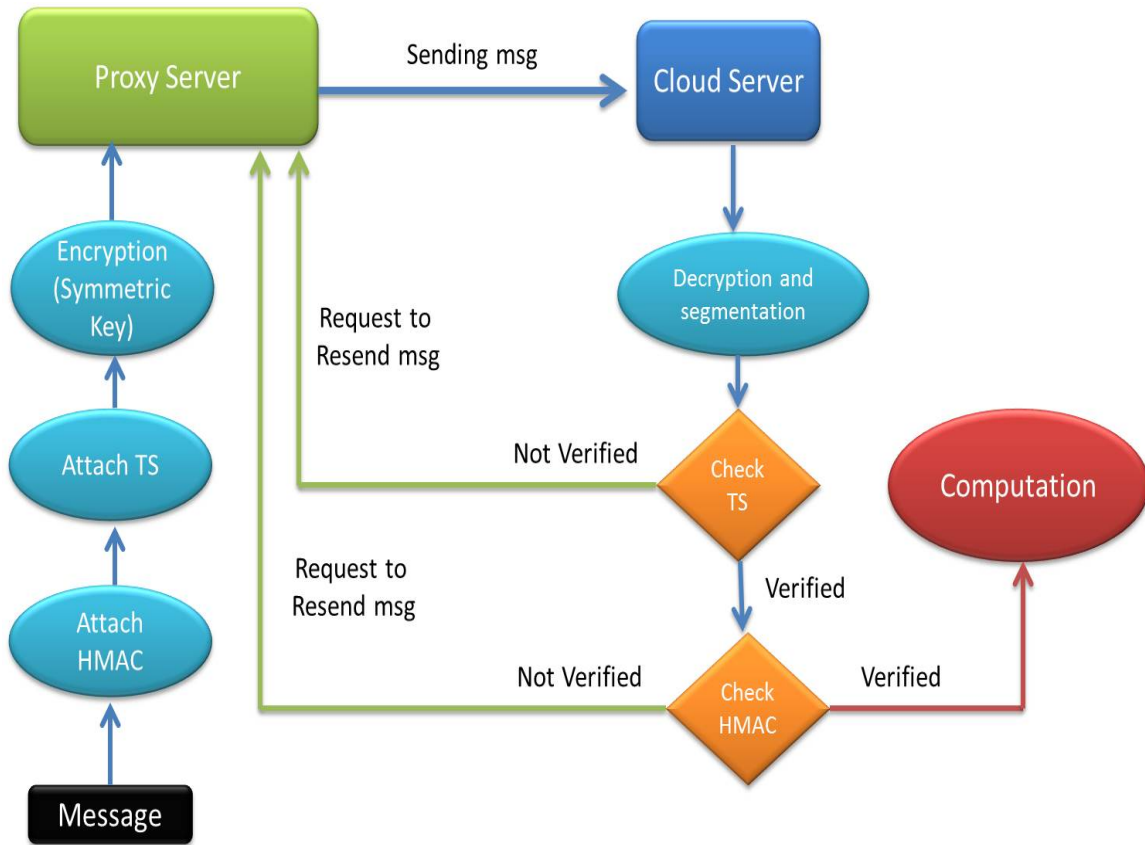 Proxy Server
Sending msg
Cloud Server
Encryption
(Symmetric
Key)
Decryption and
segmentation
Request to
Resend msg
Attach TS
Not Verified
Check
TS
Computation
Request to
Resend msg
Verified
Attach
HMAC
Not Verified
Check
HMAC
Verified
Message